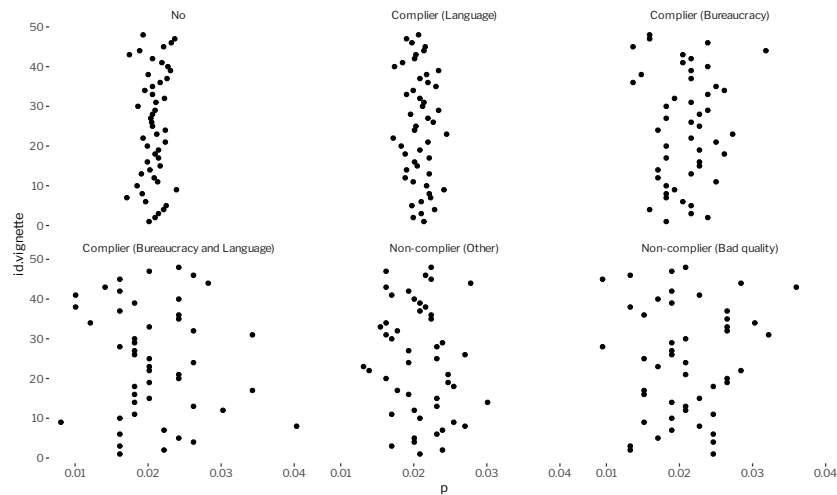 No
Complier (Language)
Complier (Bureaucracy)
50
40
30
20
10
0
id.vignette
Complier (Bureaucracy and Language)
Non-complier (Other)
Non-complier (Bad quality)
50
40
30
20
10
0
0.01 0.02 0.03 0.04 0.01 0.02 0.03 0.04 0.01 0.02 0.03 0.04
p